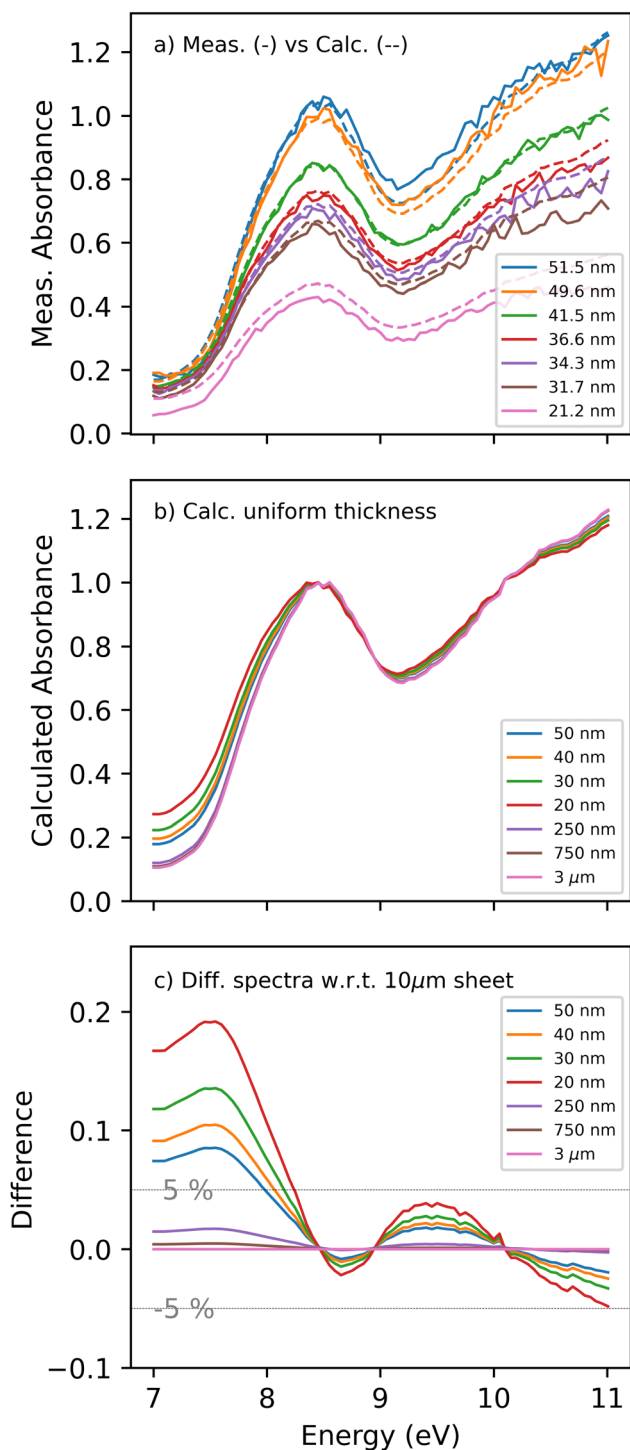 a) Meas. (-) vs Calc. (--)
Meas. Absorbance
1.2
1.0
0.8
0.6
0.4
0.2
0.0
51.5 nm
49.6 nm
41.5 nm
36.6 nm
34.3 nm
31.7 nm
21.2 nm
b) Calc. uniform thickness
Calculated Absorbance
1.2
1.0
0.8
0.6
0.4
0.2
0.0
50 nm
40 nm
30 nm
20 nm
250 nm
750 nm
3 μm
c) Diff. spectra w.r.t. 10μm sheet
Difference
0.2
0.1
0.0
−0.1
50 nm
40 nm
30 nm
20 nm
250 nm
750 nm
3 μm
5 %
-5 %
7 8 9 10 11
Energy (eV)